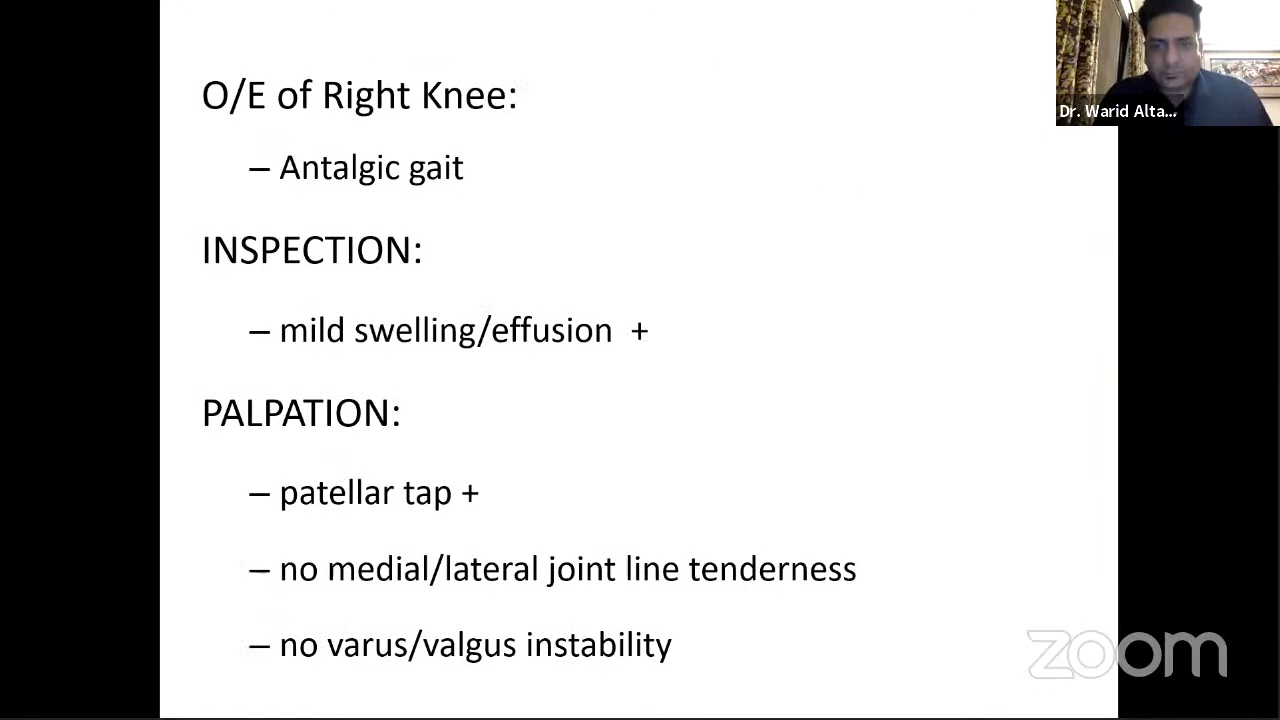 O/E of Right Knee:
– Antalgic gait
INSPECTION:
– mild swelling/effusion +
PALPATION:
– patellar tap +
– no medial/lateral joint line tenderness
– no varus/valgus instability
Dr. Warid Alta...
zoom